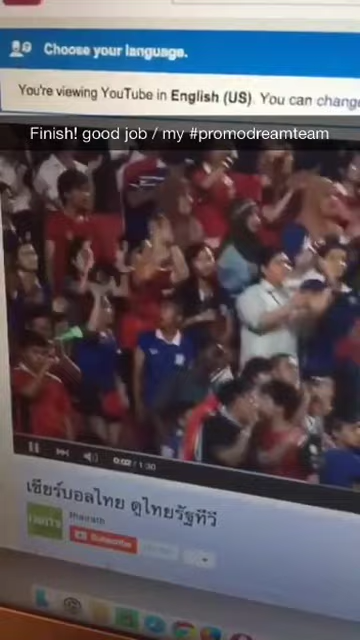 Choose your language.
You're viewing YouTube in English (US). You can change
Finish! good job / my #promodreamteam
0:02 / 1:30
เชียร์บอลไทย ดูไทยรัฐทีวี
thairath
Subscribe